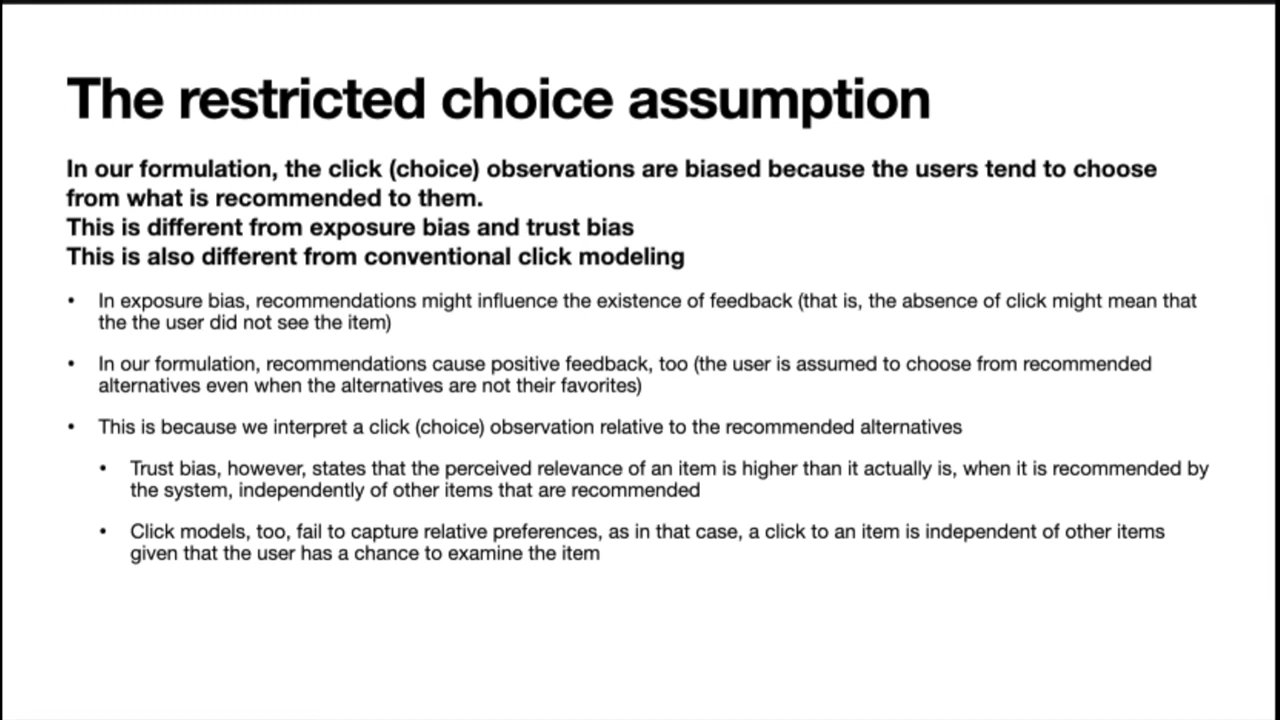 The restricted choice assumption
In our formulation, the click (choice) observations are biased because the users tend to choose
from what is recommended to them.
This is different from exposure bias and trust bias
This is also different from conventional click modeling
• In exposure bias, recommendations might influence the existence of feedback (that is, the absence of click might mean that
the the user did not see the item)
• In our formulation, recommendations cause positive feedback, too (the user is assumed to choose from recommended
alternatives even when the alternatives are not their favorites)
• This is because we interpret a click (choice) observation relative to the recommended alternatives
• Trust bias, however, states that the perceived relevance of an item is higher than it actually is, when it is recommended by
the system, independently of other items that are recommended
• Click models, too, fail to capture relative preferences, as in that case, a click to an item is independent of other items
given that the user has a chance to examine the item